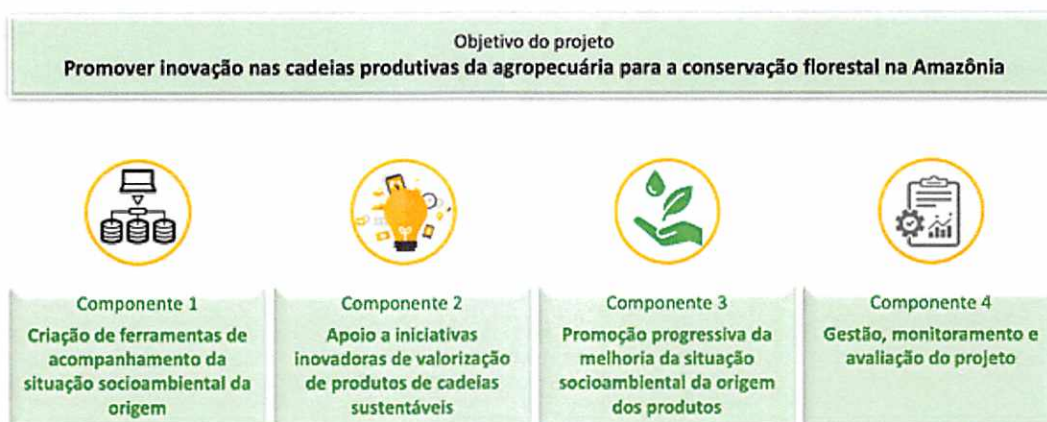 Objetivo do projeto
Promover inovação nas cadeias produtivas da agropecuária para a conservação florestal na Amazônia
Componente 1
Criação de ferramentas de
acompanhamento da
situação socioambiental da
origem
Componente 2
Apoio a iniciativas
inovadoras de valorização
de produtos de cadeias
sustentáveis
Componente 3
Promoção progressiva da
melhoria da situação
socioambiental da origem
dos produtos
Componente 4
Gestão, monitoramento e
avaliação do projeto